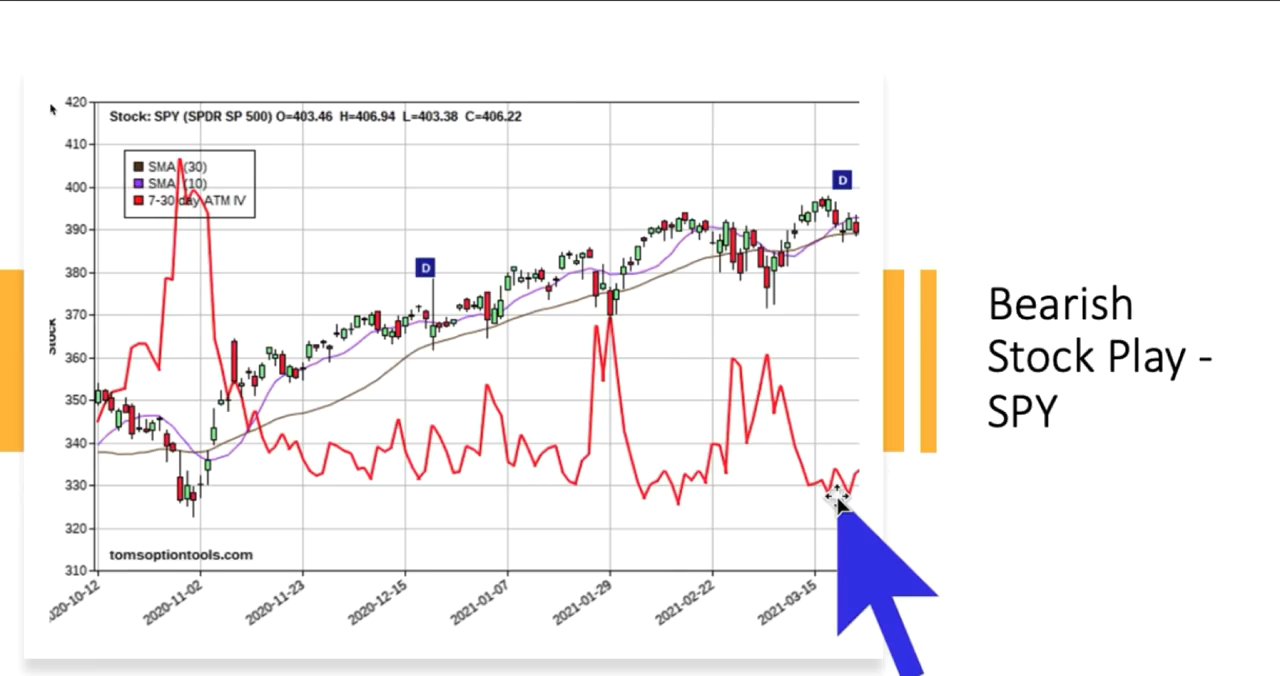 420
Stock: SPY (SPDR SP 500) O=403.46 H=406.94 L=403.38 C=406.22
410
SMA (30)
400
SMA (10)
7-30 day ATM IV
D
390
380
D
370
Stock
360
350
340
330
320
tomsoptiontools.com
310
2020-11-02
2020-11-23
2020-12-15
2021-01-07
2021-01-29
2021-02-22
2021-03-15
Bearish
Stock Play -
SPY